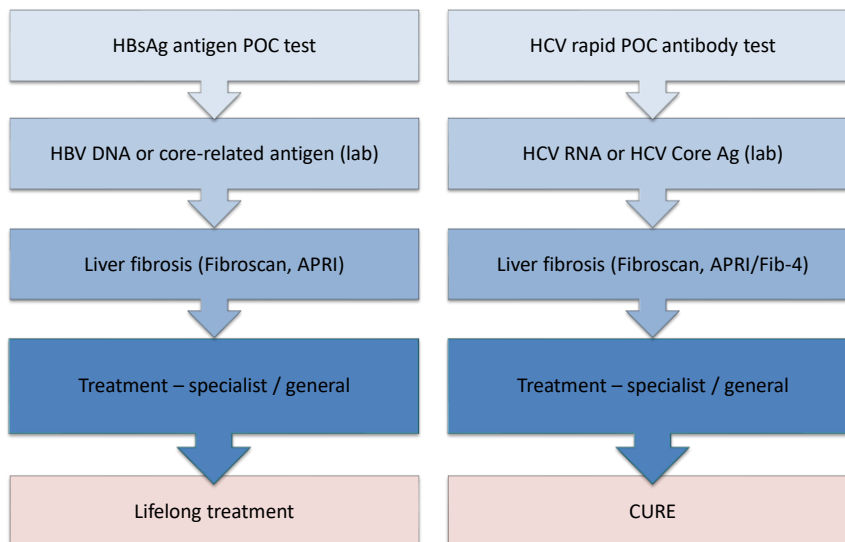 HBsAg antigen POC test
HBV DNA or core-related antigen (lab)
Liver fibrosis (Fibroscan, APRI)
Treatment – specialist / general
Lifelong treatment
HCV rapid POC antibody test
HCV RNA or HCV Core Ag (lab)
Liver fibrosis (Fibroscan, APRI/Fib-4)
Treatment – specialist / general
CURE